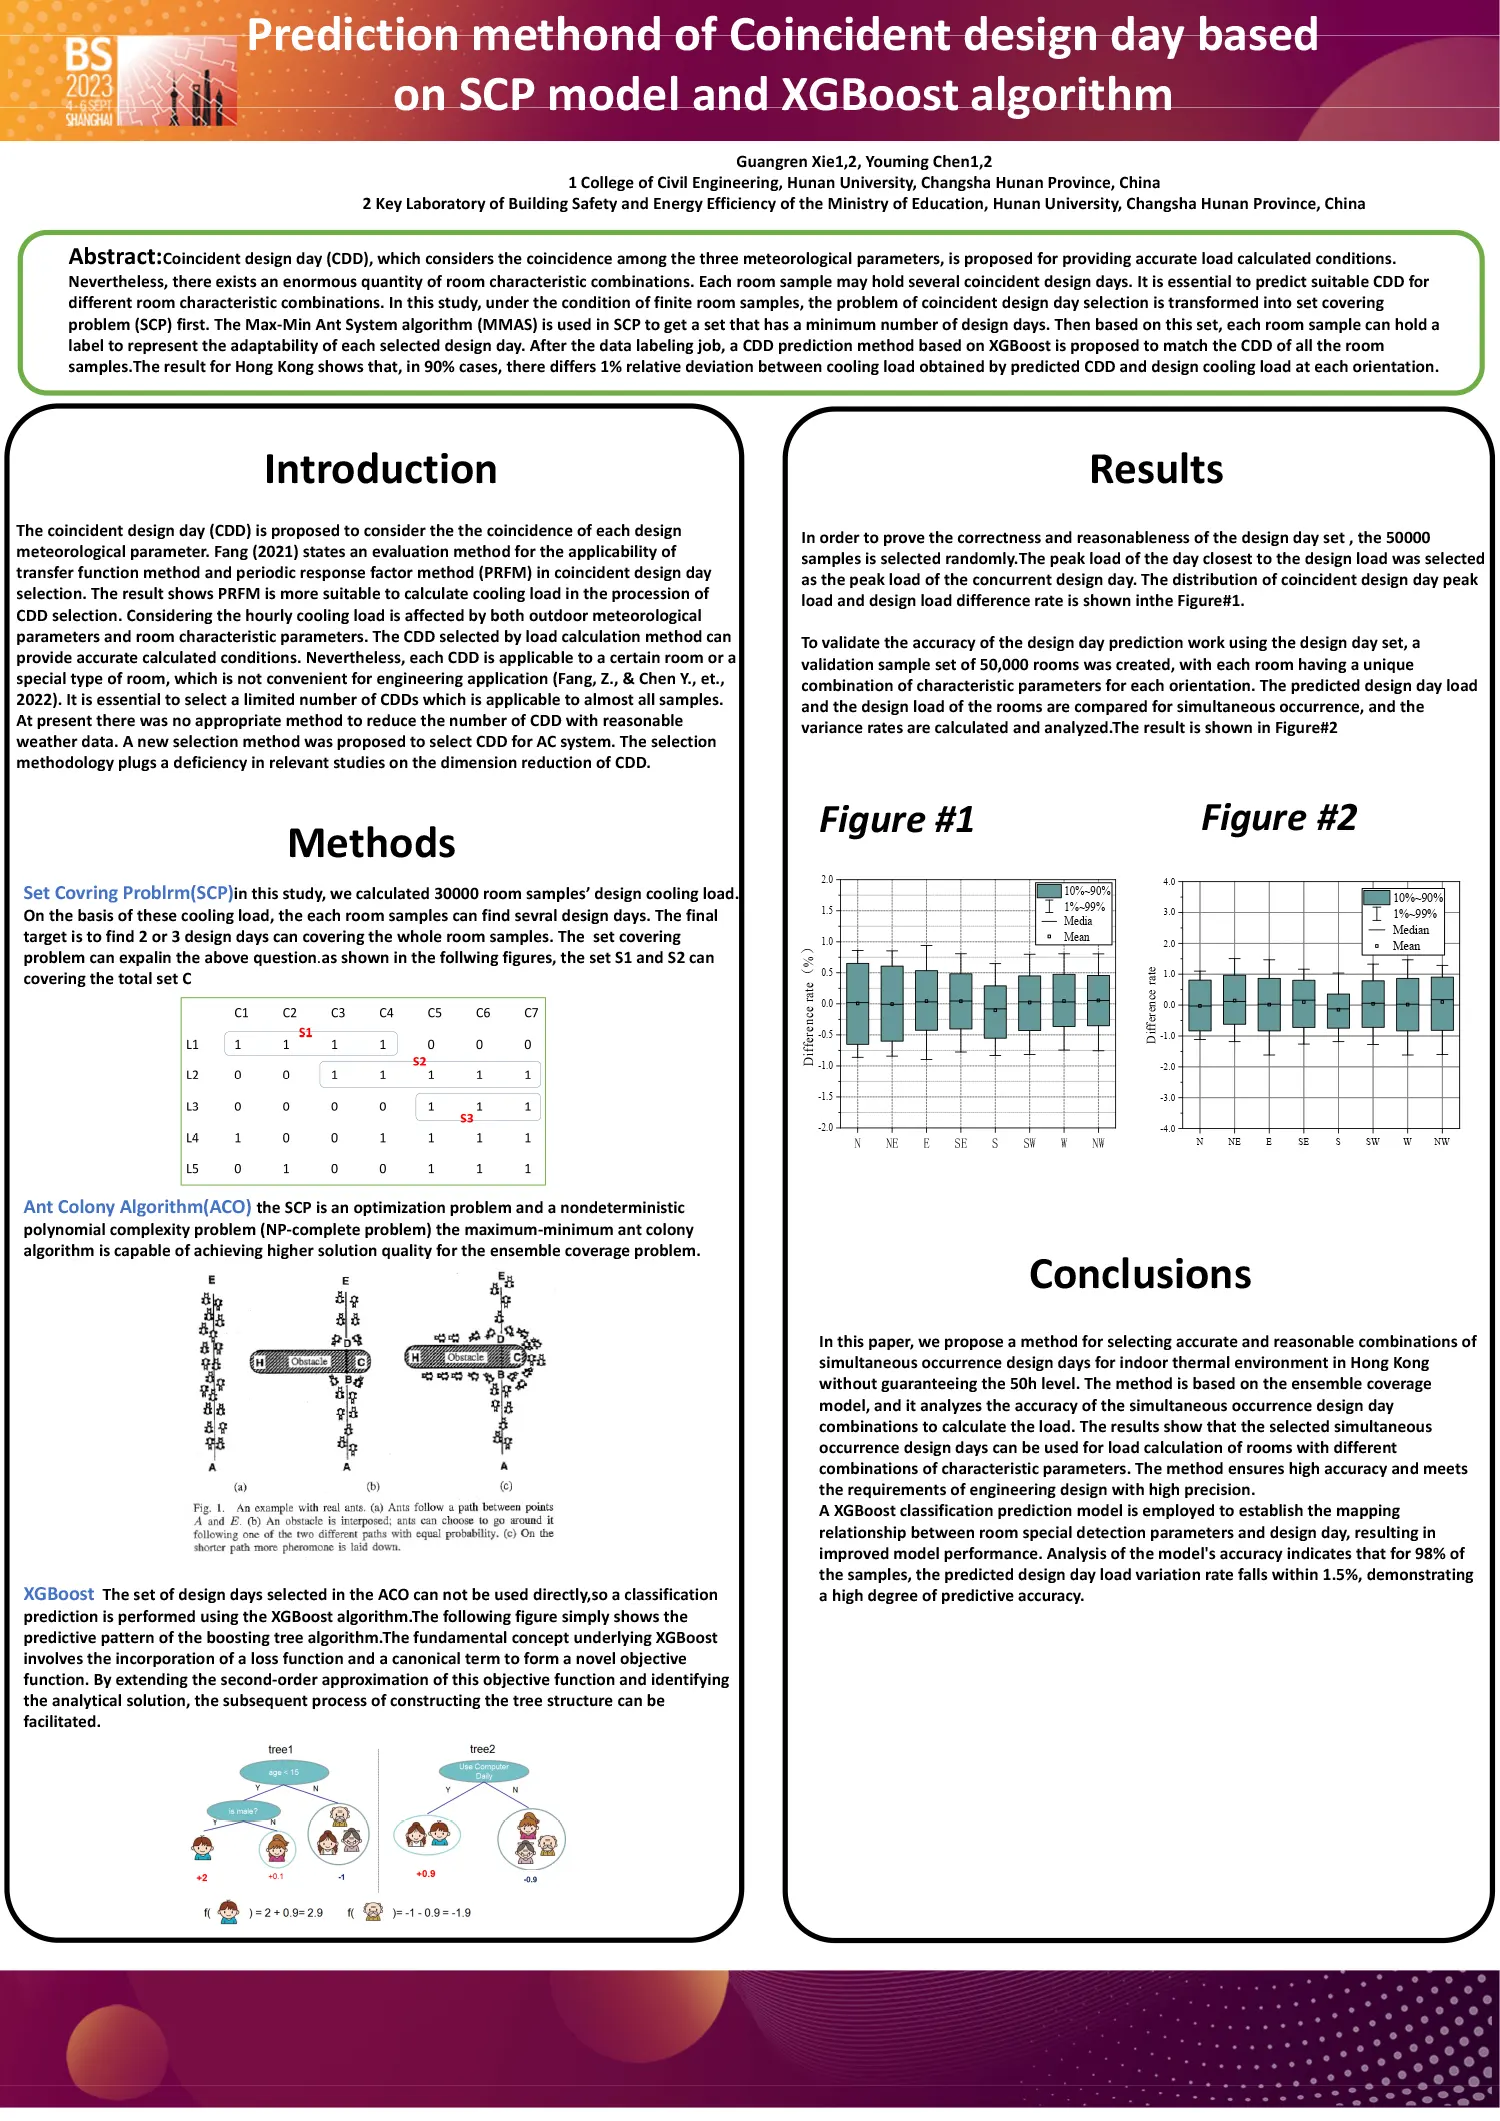 BS
2023
4 - 6 SEPT
SHANGHAI
Prediction methond of Coincident design day based
on SCP model and XGBoost algorithm
Guangren Xie1,2, Youming Chen1,2
1 College of Civil Engineering, Hunan University, Changsha Hunan Province, China
2 Key Laboratory of Building Safety and Energy Efficiency of the Ministry of Education, Hunan University, Changsha Hunan Province, China
Abstract:Coincident design day (CDD), which considers the coincidence among the three meteorological parameters, is proposed for providing accurate load calculated conditions.
Nevertheless, there exists an enormous quantity of room characteristic combinations. Each room sample may hold several coincident design days. It is essential to predict suitable CDD for
different room characteristic combinations. In this study, under the condition of finite room samples, the problem of coincident design day selection is transformed into set covering
problem (SCP) first. The Max-Min Ant System algorithm (MMAS) is used in SCP to get a set that has a minimum number of design days. Then based on this set, each room sample can hold a
label to represent the adaptability of each selected design day. After the data labeling job, a CDD prediction method based on XGBoost is proposed to match the CDD of all the room
samples.The result for Hong Kong shows that, in 90% cases, there differs 1% relative deviation between cooling load obtained by predicted CDD and design cooling load at each orientation.
Introduction
The coincident design day (CDD) is proposed to consider the the coincidence of each design
meteorological parameter. Fang (2021) states an evaluation method for the applicability of
transfer function method and periodic response factor method (PRFM) in coincident design day
selection. The result shows PRFM is more suitable to calculate cooling load in the procession of
CDD selection. Considering the hourly cooling load is affected by both outdoor meteorological
parameters and room characteristic parameters. The CDD selected by load calculation method can
provide accurate calculated conditions. Nevertheless, each CDD is applicable to a certain room or a
special type of room, which is not convenient for engineering application (Fang, Z., & Chen Y., et.,
2022). It is essential to select a limited number of CDDs which is applicable to almost all samples.
At present there was no appropriate method to reduce the number of CDD with reasonable
weather data. A new selection method was proposed to select CDD for AC system. The selection
methodology plugs a deficiency in relevant studies on the dimension reduction of CDD.
Methods
Set Covring Problrm(SCP)in this study, we calculated 30000 room samples’ design cooling load.
On the basis of these cooling load, the each room samples can find sevral design days. The final
target is to find 2 or 3 design days can covering the whole room samples. The set covering
problem can expalin the above question.as shown in the follwing figures, the set S1 and S2 can
covering the total set C
C1 C2 C3 C4 C5 C6 C7
S1
L1 1 1 1 1 0 0 0
S2
L2 0 0 1 1 1 1 1
L3 0 0 0 0 1 1 1
S3
L4 1 0 0 1 1 1 1
L5 0 1 0 0 1 1 1
Ant Colony Algorithm(ACO) the SCP is an optimization problem and a nondeterministic
polynomial complexity problem (NP-complete problem) the maximum-minimum ant colony
algorithm is capable of achieving higher solution quality for the ensemble coverage problem.
E E E
D D
H Obstacle C H Obstacle C
B B
A A A
(a) (b) (c)
Fig. 1. An example with real ants. (a) Ants follow a path between points
A and E. (b) An obstacle is interposed; ants can choose to go around it
following one of the two different paths with equal probability. (c) On the
shorter path more pheromone is laid down.
XGBoost The set of design days selected in the ACO can not be used directly,so a classification
prediction is performed using the XGBoost algorithm.The following figure simply shows the
predictive pattern of the boosting tree algorithm.The fundamental concept underlying XGBoost
involves the incorporation of a loss function and a canonical term to form a novel objective
function. By extending the second-order approximation of this objective function and identifying
the analytical solution, the subsequent process of constructing the tree structure can be
facilitated.
tree1 tree2
age < 15 Use Computer
Daily
Y N Y N
Is male?
Y N
+2 +0.1 -1 +0.9 -0.9
f( ) = 2 + 0.9= 2.9 f( )= -1 - 0.9 = -1.9
Results
In order to prove the correctness and reasonableness of the design day set , the 50000
samples is selected randomly.The peak load of the day closest to the design load was selected
as the peak load of the concurrent design day. The distribution of coincident design day peak
load and design load difference rate is shown inthe Figure#1.
To validate the accuracy of the design day prediction work using the design day set, a
validation sample set of 50,000 rooms was created, with each room having a unique
combination of characteristic parameters for each orientation. The predicted design day load
and the design load of the rooms are compared for simultaneous occurrence, and the
variance rates are calculated and analyzed.The result is shown in Figure#2
Figure #1
2.0
1.5
1.0
0.5
0.0
-0.5
-1.0
-1.5
-2.0
Difference rate (%)
10%~90%
1%~99%
Media
Mean
N NE E SE S SW W NW
Figure #2
4.0
3.0
2.0
1.0
0.0
-1.0
-2.0
-3.0
-4.0
Difference rate
10%~90%
1%~99%
Median
Mean
N NE E SE S SW W NW
Conclusions
In this paper, we propose a method for selecting accurate and reasonable combinations of
simultaneous occurrence design days for indoor thermal environment in Hong Kong
without guaranteeing the 50h level. The method is based on the ensemble coverage
model, and it analyzes the accuracy of the simultaneous occurrence design day
combinations to calculate the load. The results show that the selected simultaneous
occurrence design days can be used for load calculation of rooms with different
combinations of characteristic parameters. The method ensures high accuracy and meets
the requirements of engineering design with high precision.
A XGBoost classification prediction model is employed to establish the mapping
relationship between room special detection parameters and design day, resulting in
improved model performance. Analysis of the model's accuracy indicates that for 98% of
the samples, the predicted design day load variation rate falls within 1.5%, demonstrating
a high degree of predictive accuracy.